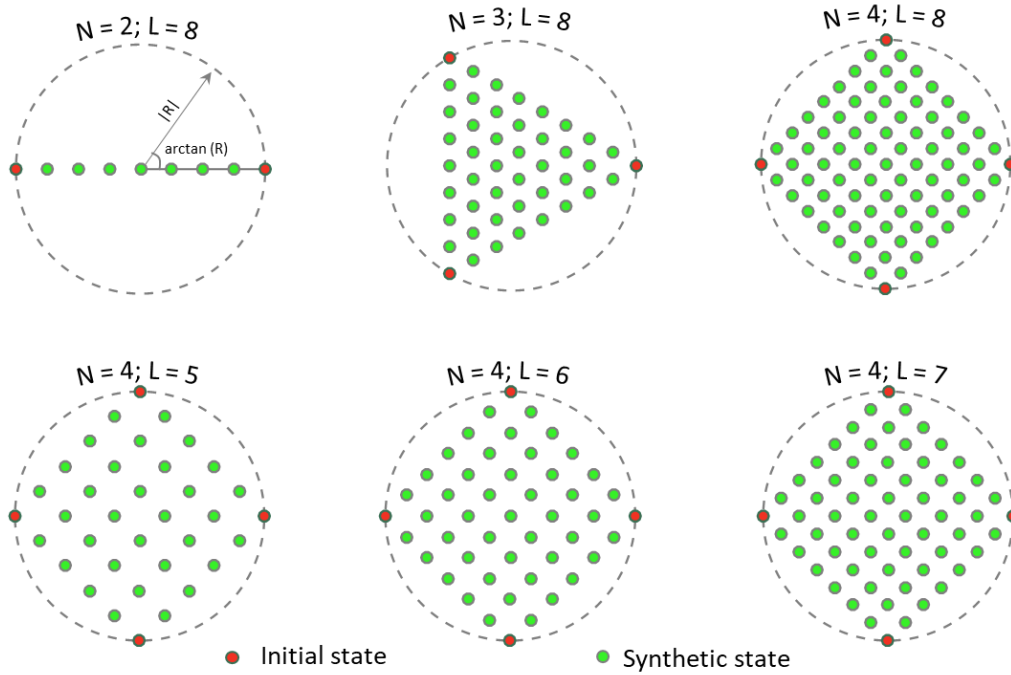 N = 2; L = 8
N = 3; L = 8
N = 4; L = 8
|R|
arctan (R)
N = 4; L = 5
N = 4; L = 6
N = 4; L = 7
Initial state
Synthetic state